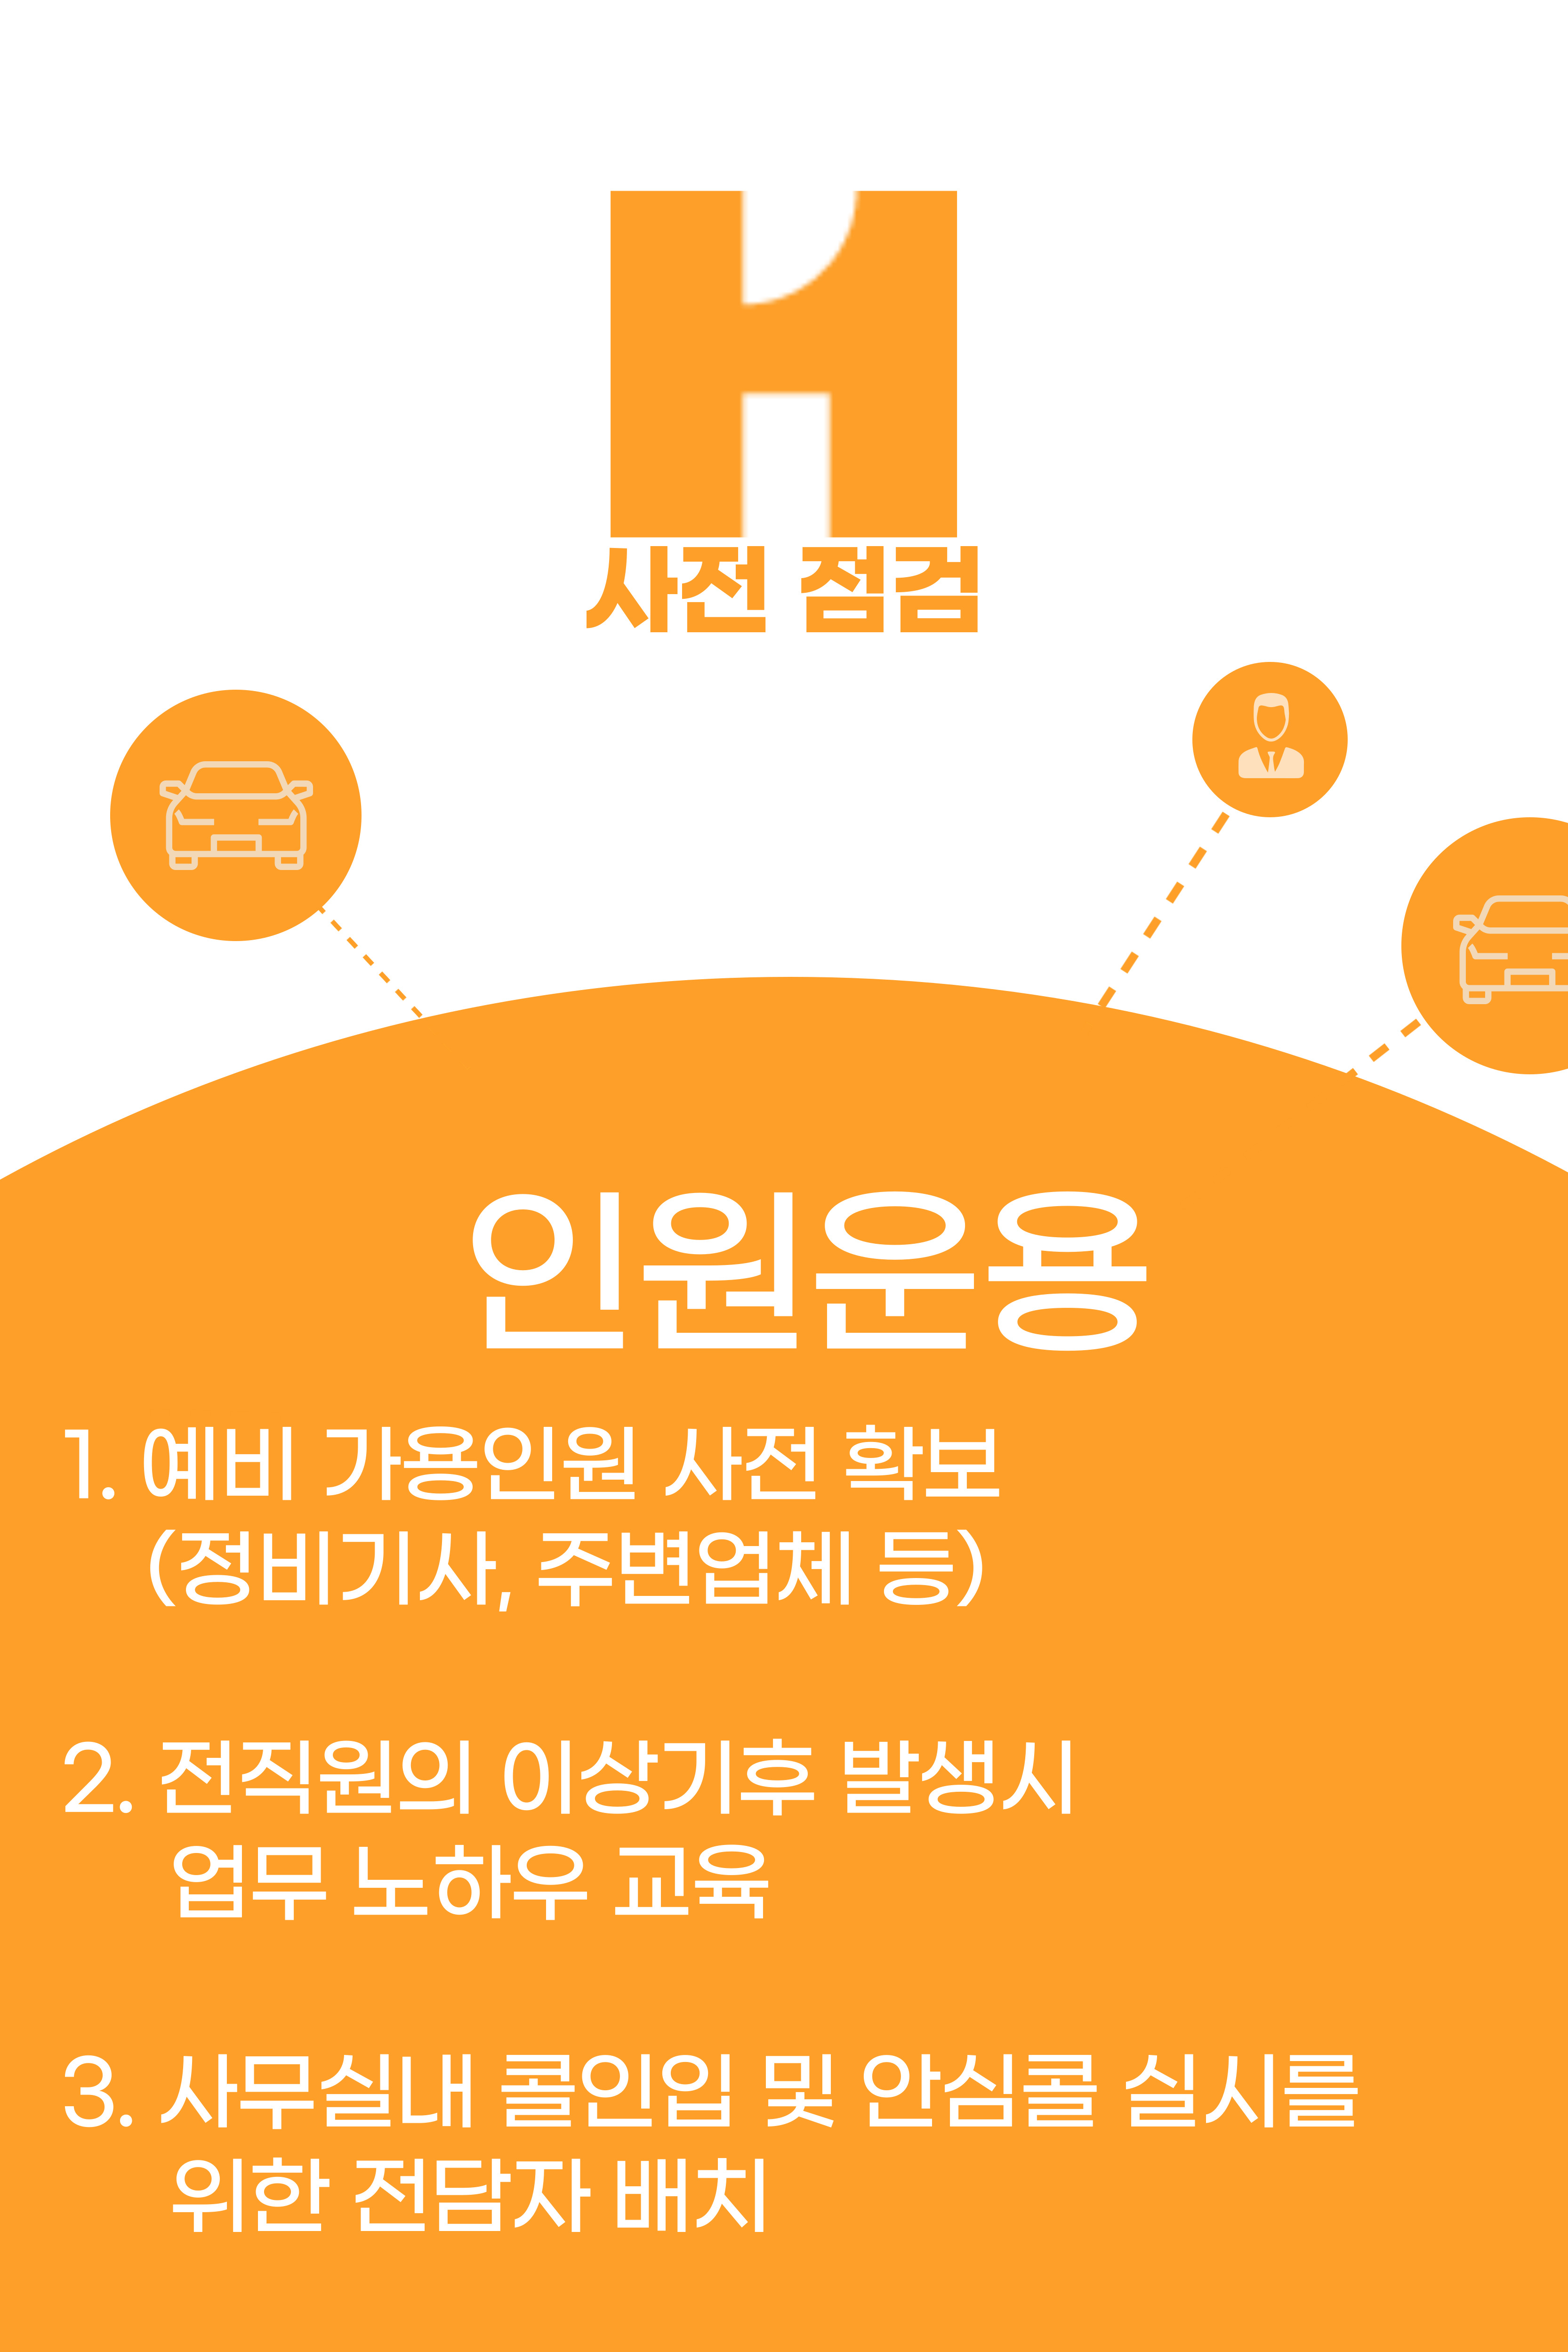 사전 점검
인원운용
1. 예비 가용인원 사전 확보
(정비기사, 주변업체 등)
2. 전직원의 이상기후 발생시
업무 노하우 교육
3. 사무실내 콜인입 및 안심콜 실시를
위한 전담자 배치